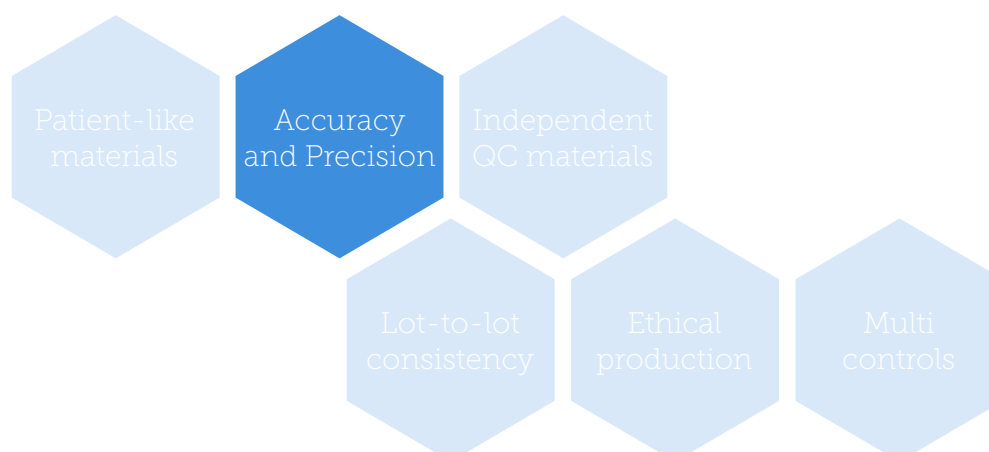 Patient-like
materials
Accuracy
and Precision
Independent
QC materials
Lot-to-lot
consistency
Ethical
production
Multi
controls